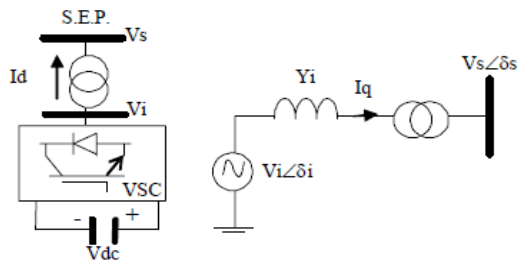 S.E.P.
Vs
Id
Vi
VSC
- +
Vdc
Yi
Iq
Vs∠δs
Vi∠δi